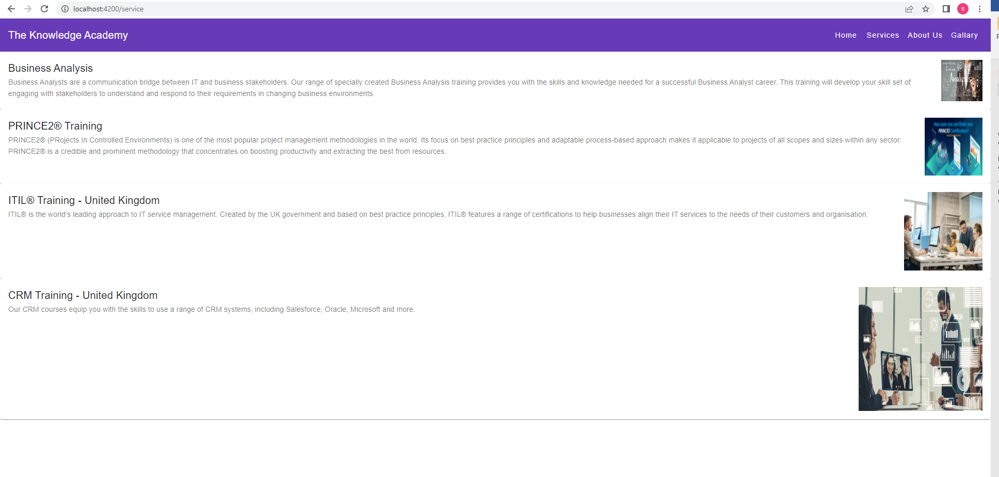 localhost:4200/service
S
The Knowledge Academy
Home Services About Us Gallary
Business Analysis
Business Analysts are a communication bridge between IT and business stakeholders. Our range of specially created Business Analysis training provides you with the skills and knowledge needed for a successful Business Analyst career. This training will develop your skill set of
engaging with stakeholders to understand and respond to their requirements in changing business environments.
Analysis
PRINCE2® Training
PRINCE2® (PRojects In Controlled Environments) is one of the most popular project management methodologies in the world. Its focus on best practice principles and adaptable process-based approach makes it applicable to projects of all scopes and sizes within any sector.
PRINCE2® is a credible and prominent methodology that concentrates on boosting productivity and extracting the best from resources.
How soon you can finish your
PRINCE2 Certification?
ITIL® Training - United Kingdom
ITIL® is the world’s leading approach to IT service management. Created by the UK government and based on best practice principles, ITIL® features a range of certifications to help businesses align their IT services to the needs of their customers and organisation.
CRM Training - United Kingdom
Our CRM courses equip you with the skills to use a range of CRM systems, including Salesforce, Oracle, Microsoft and more.
195.54
195.54